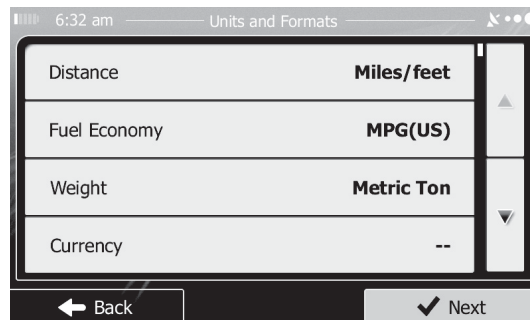 6:32 am Units and Formats
Distance Miles/feet
Fuel Economy MPG(US)
Weight Metric Ton
Currency --
Back Next